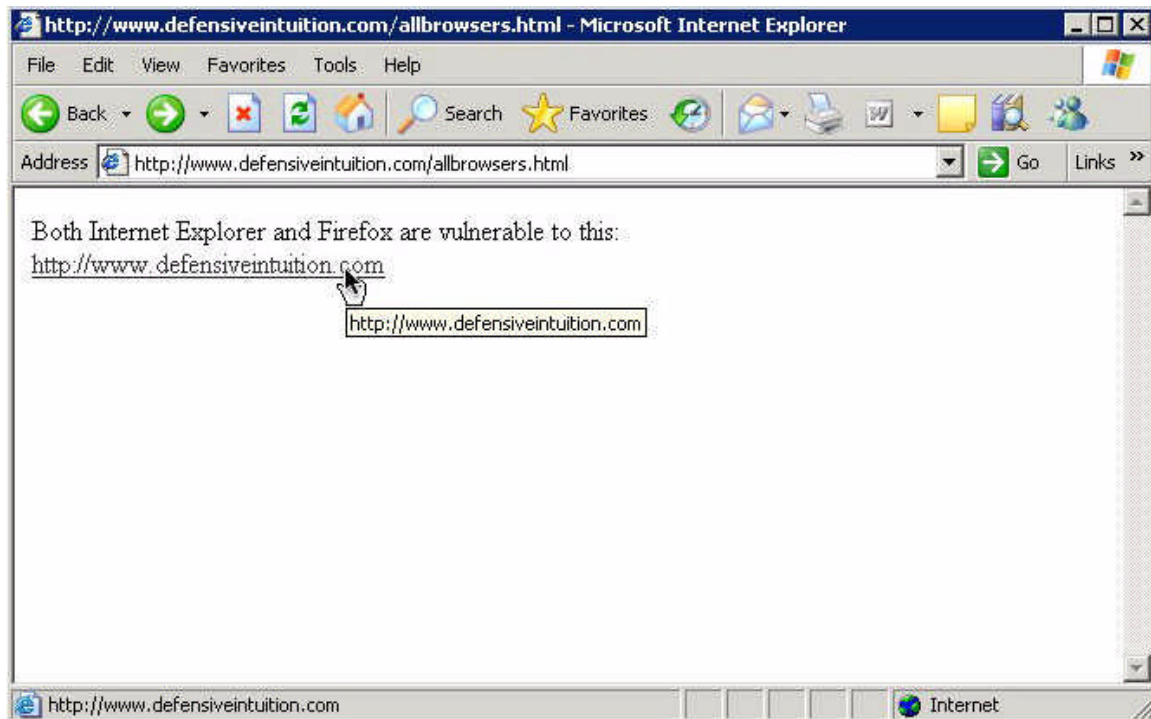 http://www.defensiveintuition.com/allbrowsers.html - Microsoft Internet Explorer
File Edit View Favorites Tools Help
Back Search Favorites
Address http://www.defensiveintuition.com/allbrowsers.html Go Links »
Both Internet Explorer and Firefox are vulnerable to this:
http://www.defensiveintuition.com
http://www.defensiveintuition.com
http://www.defensiveintuition.com Internet